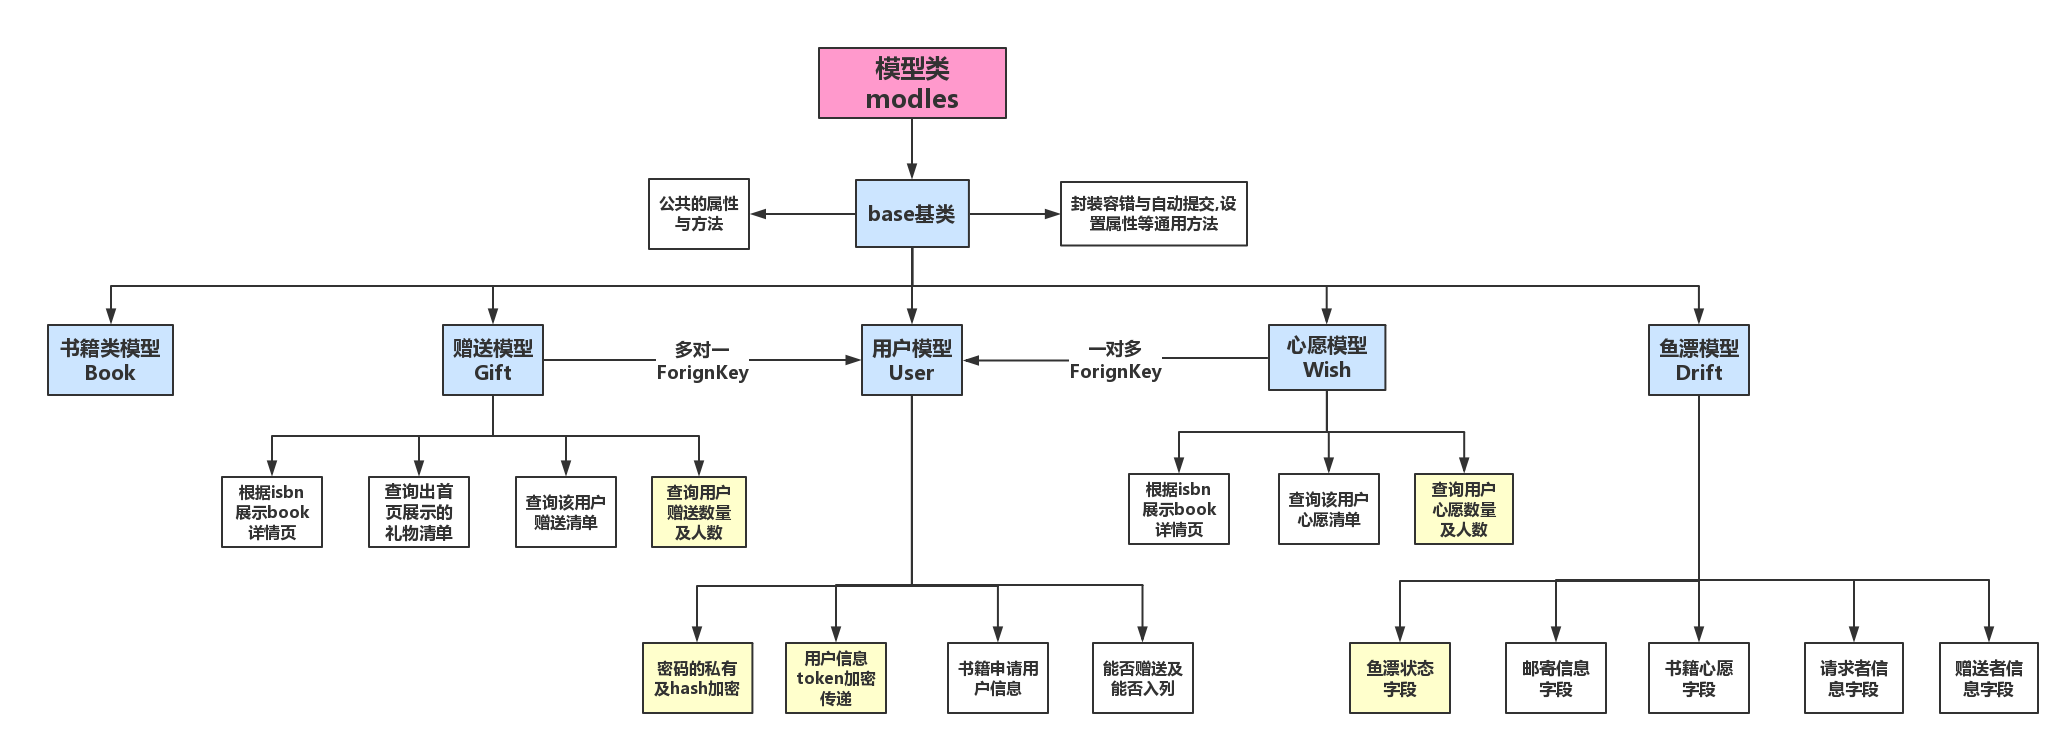 模型类
modles
公共的属性
与方法
base基类
封装容错与自动提交,设
置属性等通用方法
书籍类模型
Book
赠送模型
Gift
多对一
ForignKey
用户模型
User
一对多
ForignKey
心愿模型
Wish
鱼漂模型
Drift
根据isbn
展示book
详情页
查询出首
页展示的
礼物清单
查询该用户
赠送清单
查询用户
赠送数量
及人数
根据isbn
展示book
详情页
查询该用户
心愿清单
查询用户
心愿数量
及人数
密码的私有
及hash加密
用户信息
token加密
传递
书籍申请用
户信息
能否赠送及
能否入列
鱼漂状态
字段
邮寄信息
字段
书籍心愿
字段
请求者信
息字段
赠送者信
息字段